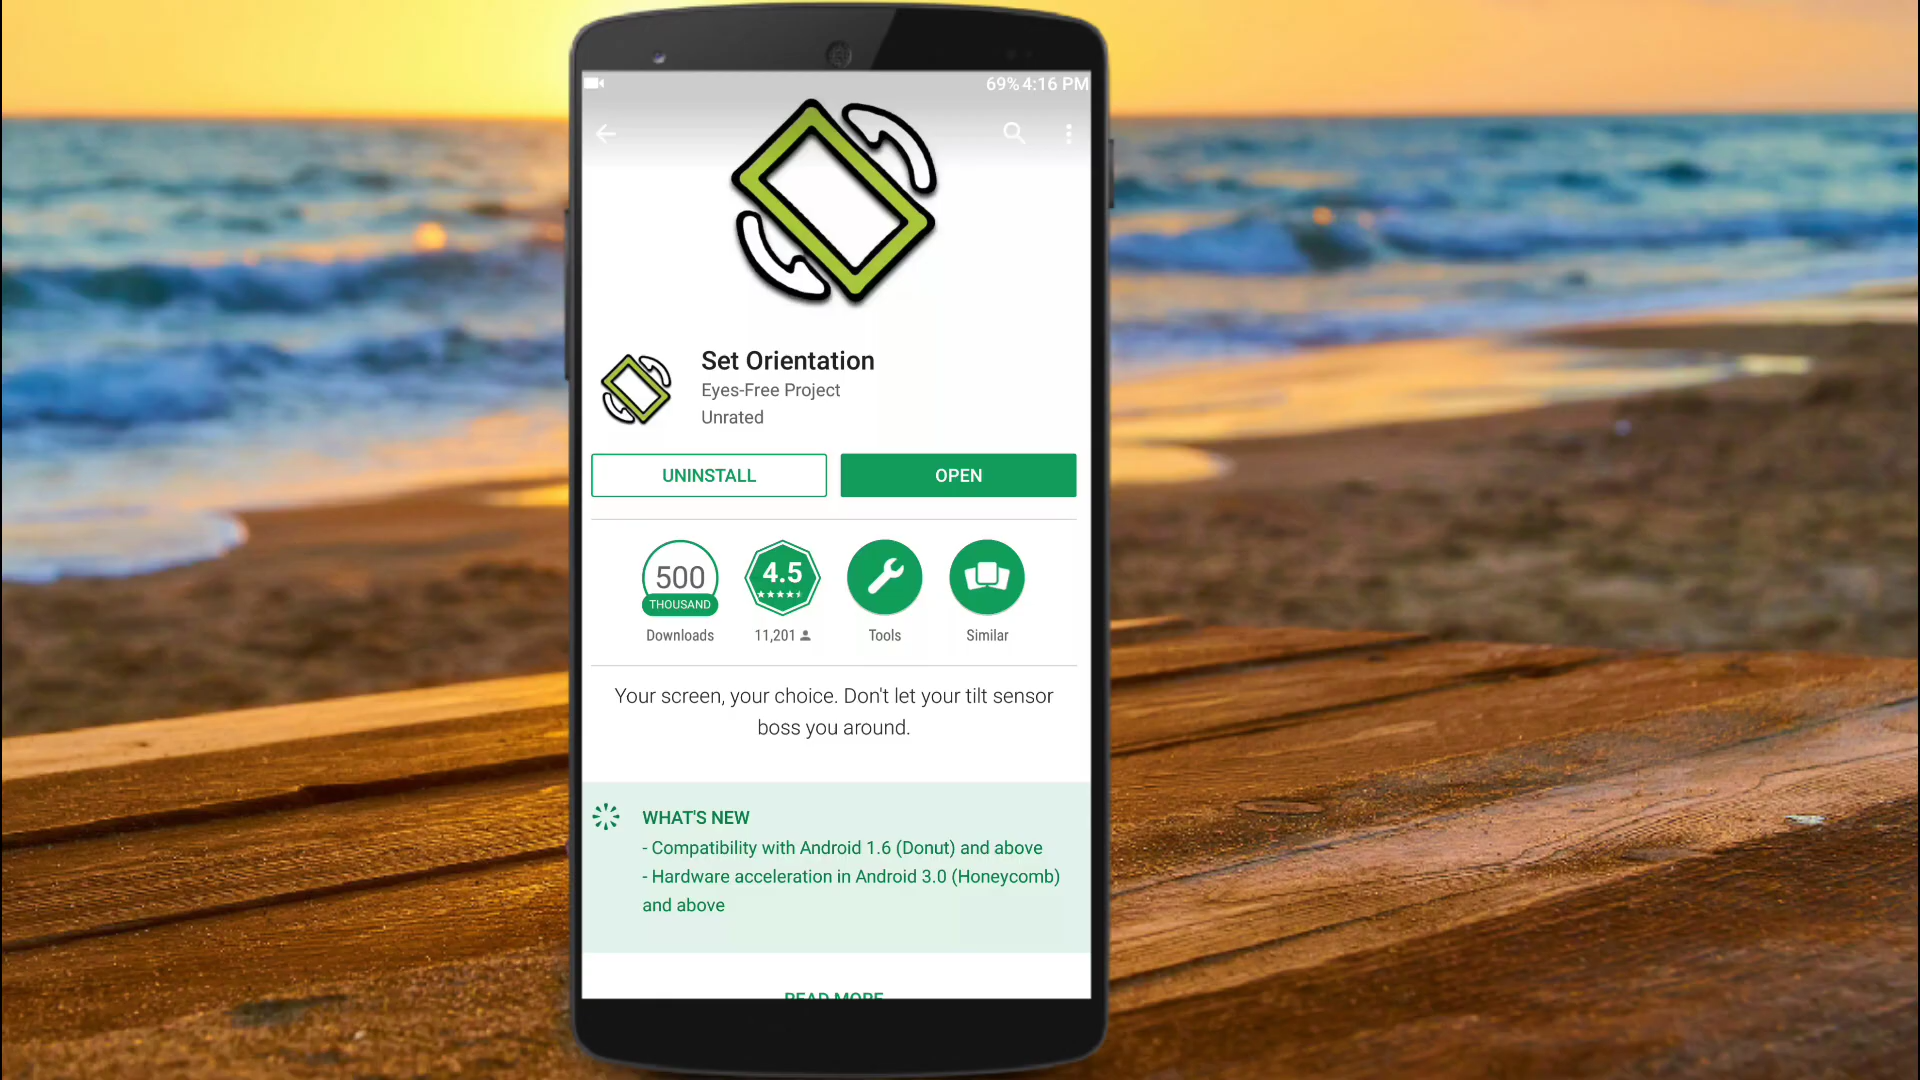 69% 4:16 PM
Set Orientation
Eyes-Free Project
Unrated
UNINSTALL
OPEN
500
THOUSAND
4.5
Downloads
11,201
Tools
Similar
Your screen, your choice. Don't let your tilt sensor
boss you around.
WHAT'S NEW
- Compatibility with Android 1.6 (Donut) and above
- Hardware acceleration in Android 3.0 (Honeycomb)
and above
READ MORE